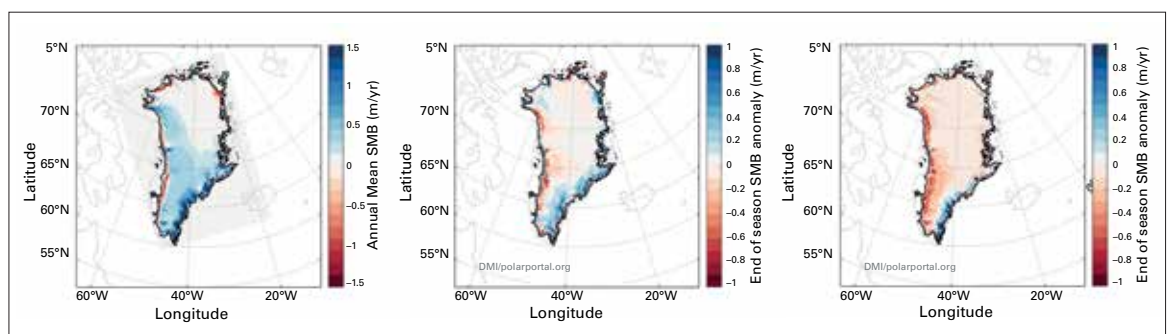 5°N
70°N
65°N
60°N
55°N
Latitude
60°W 40°W 20°W
Longitude
1.5
1
0.5
0
−0.5
−1
−1.5
Annual Mean SMB (m/yr)
5°N
70°N
65°N
60°N
55°N
Latitude
DMI/polarportal.org
60°W 40°W 20°W
Longitude
1
0.8
0.6
0.4
0.2
0
−0.2
−0.4
−0.6
−0.8
−1
End of season SMB anomaly (m/yr)
5°N
70°N
65°N
60°N
55°N
Latitude
DMI/polarportal.org
60°W 40°W 20°W
Longitude
1
0.8
0.6
0.4
0.2
0
−0.2
−0.4
−0.6
−0.8
−1
End of season SMB anomaly (m/yr)